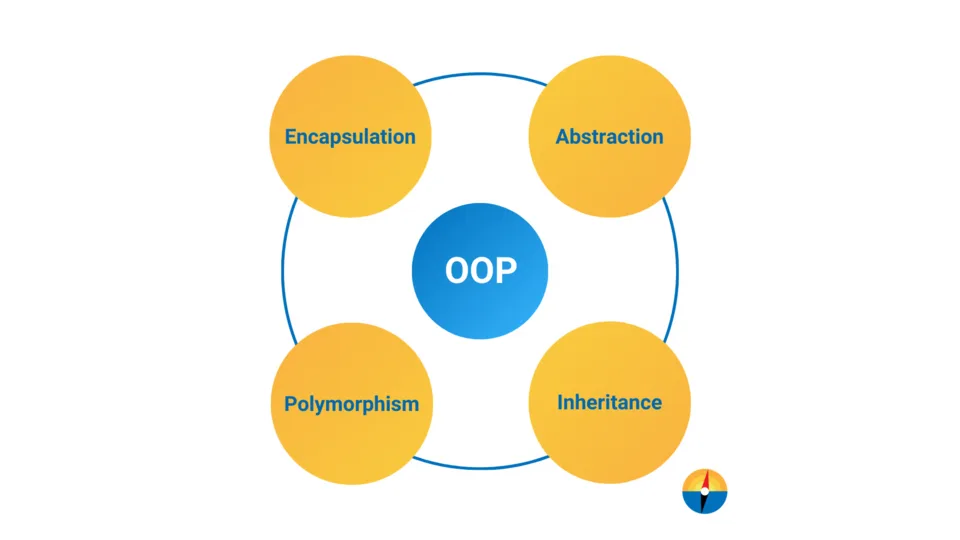 Encapsulation
Abstraction
OOP
Polymorphism
Inheritance